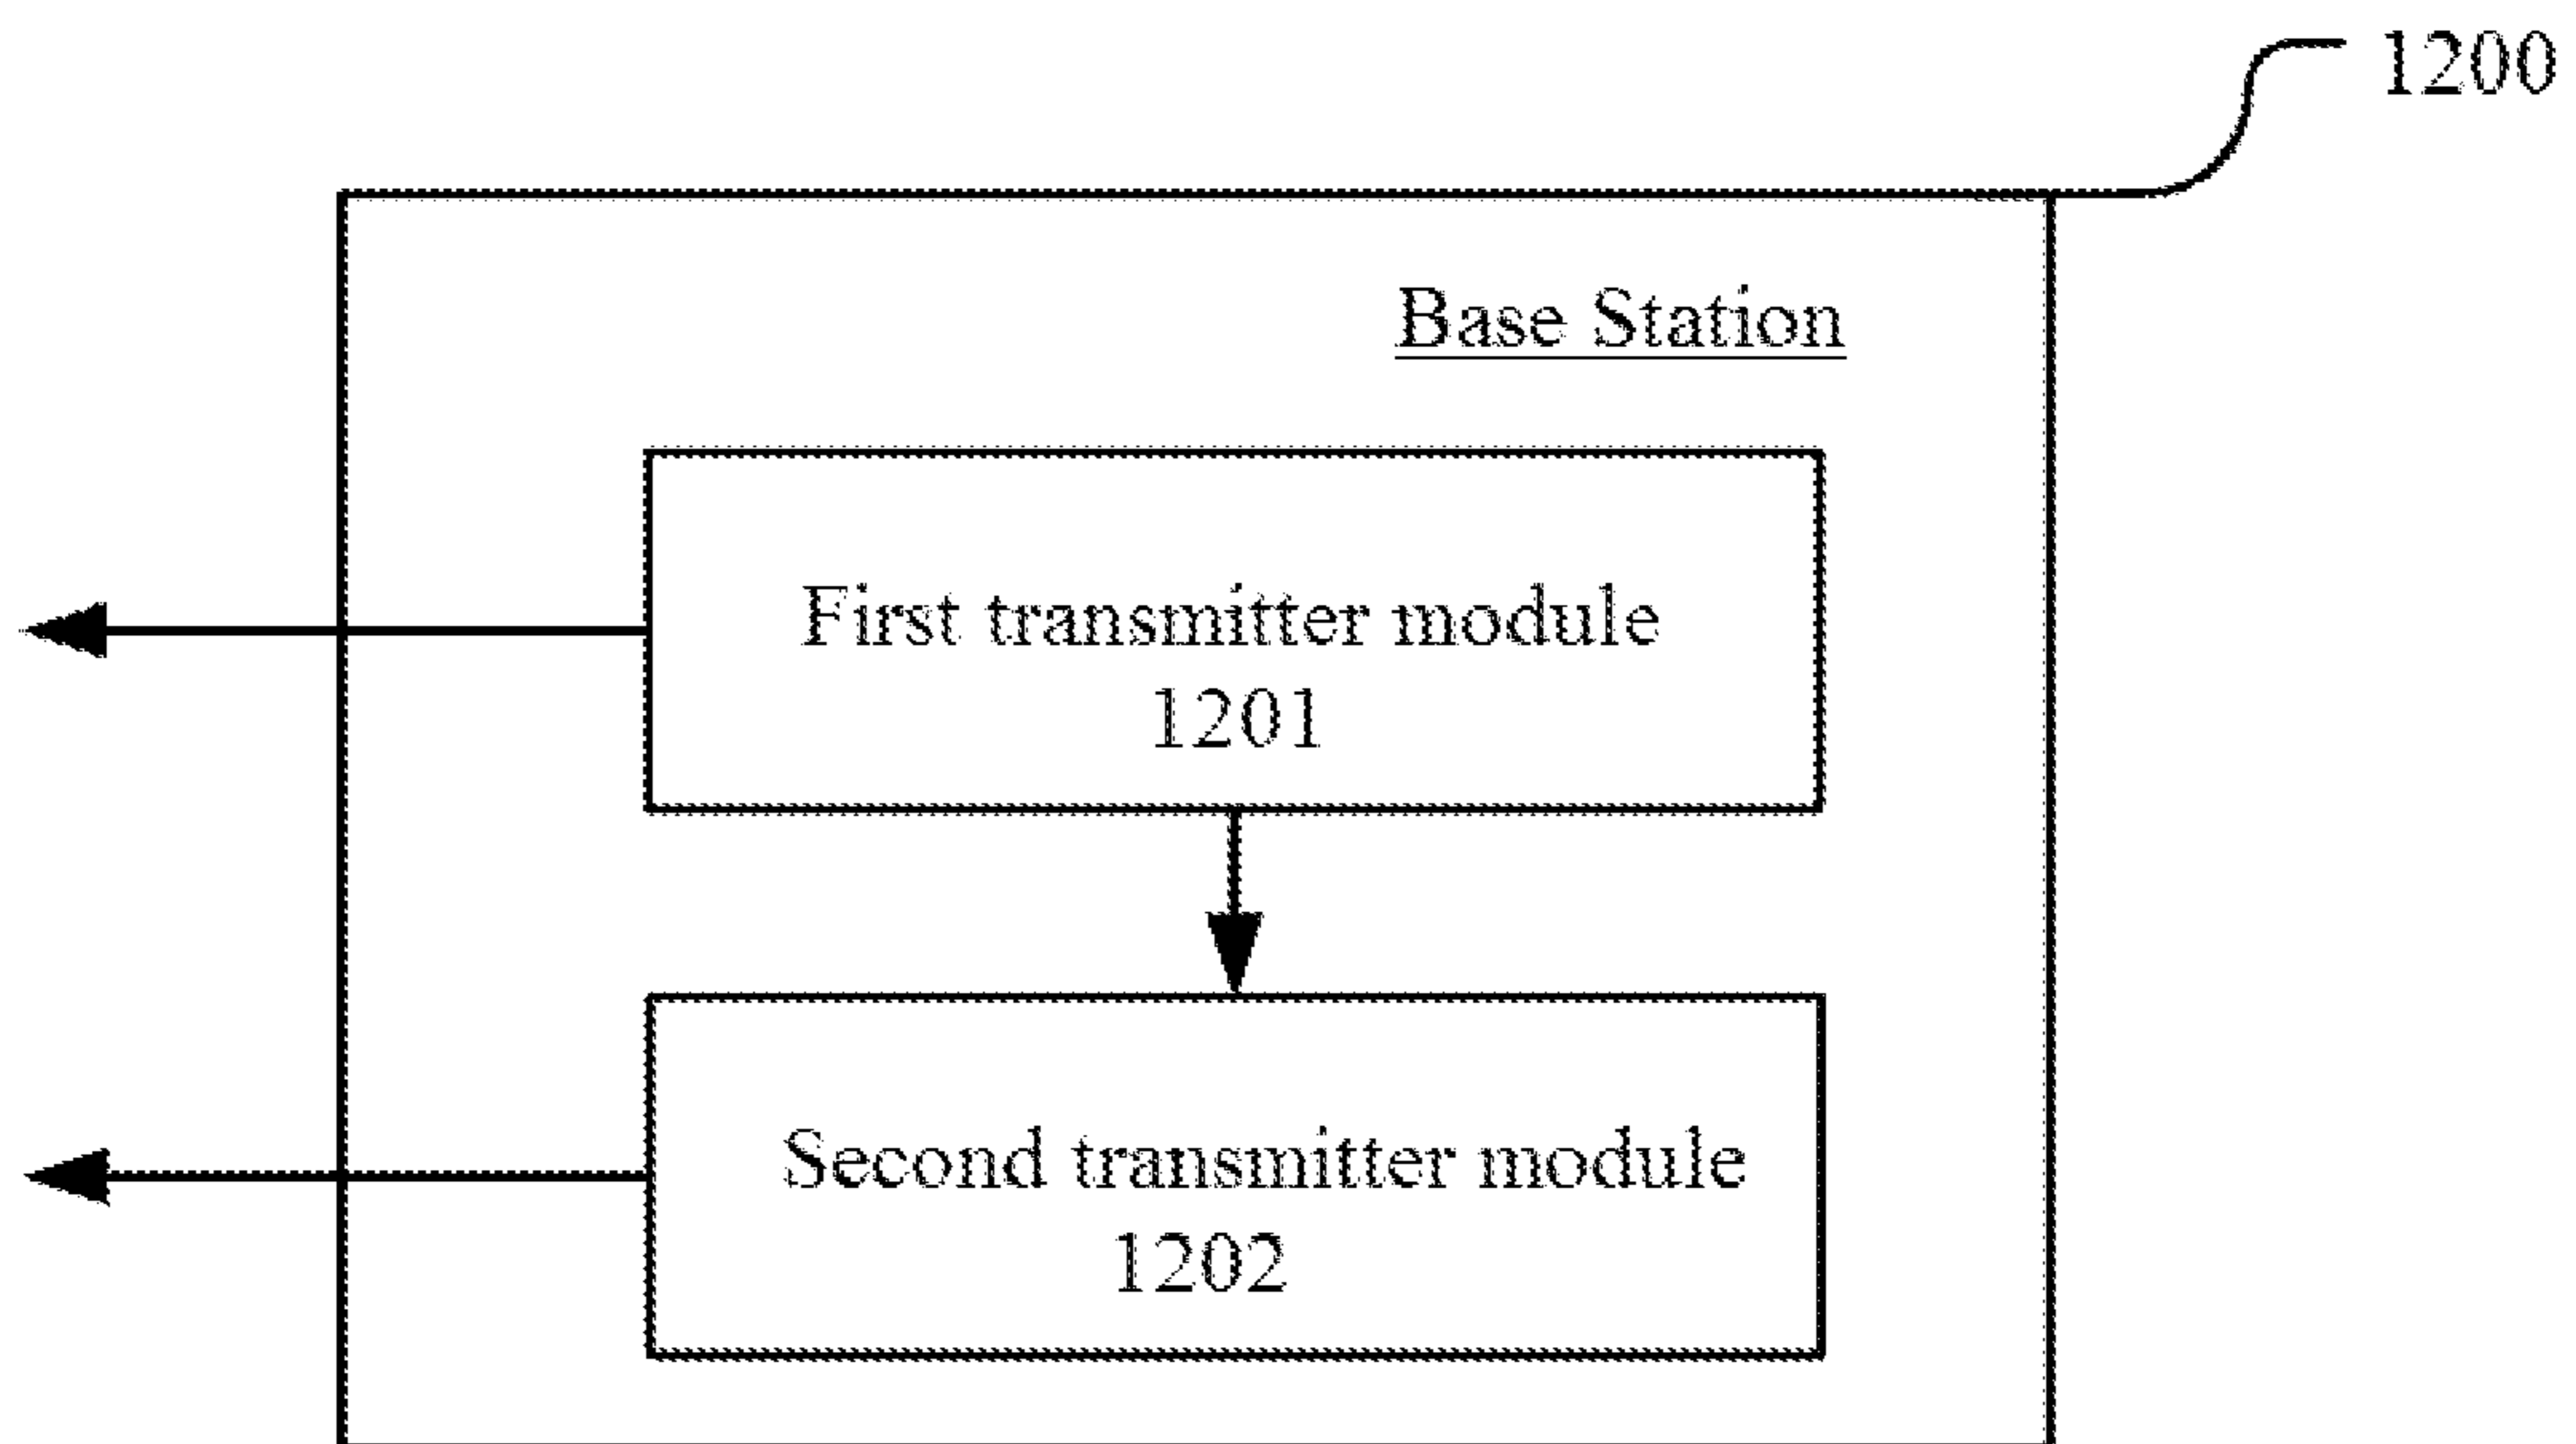 1200
Base Station
First transmitter module
1201
Second transmitter module
1202